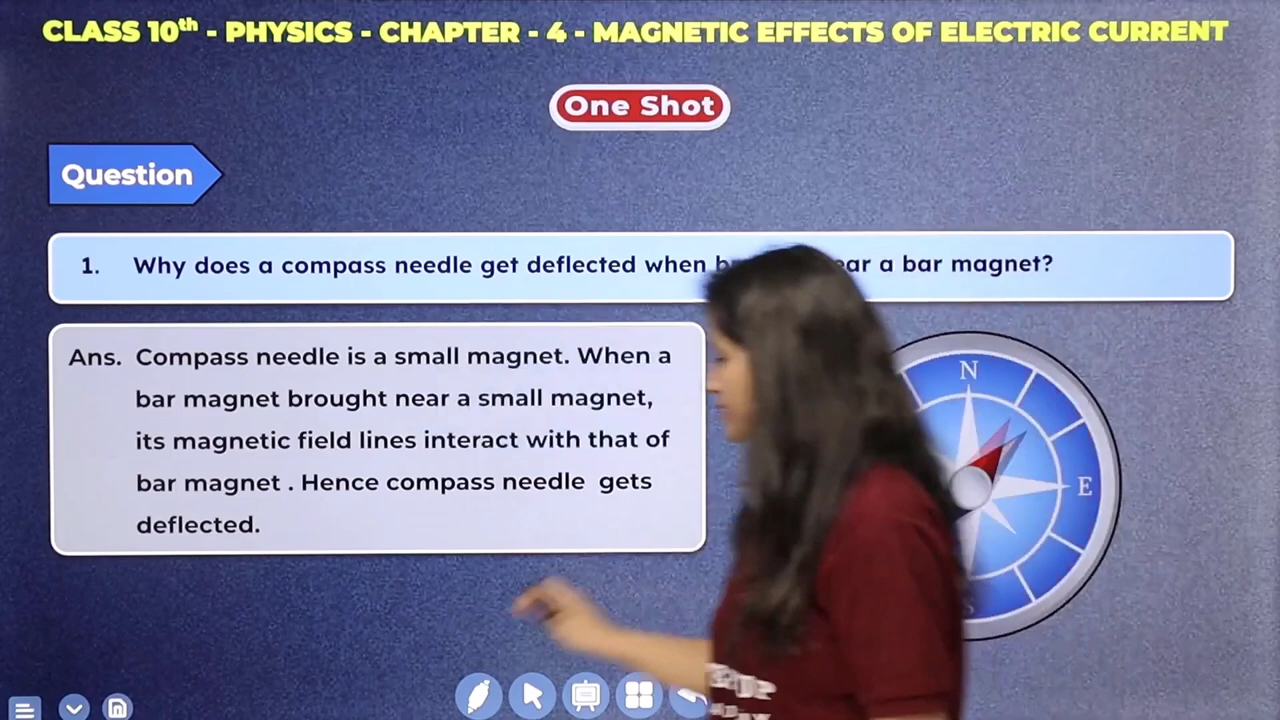 CLASS 10th - PHYSICS - CHAPTER - 4 - MAGNETIC EFFECTS OF ELECTRIC CURRENT
One Shot
Question
1. Why does a compass needle get deflected when a bar magnet?
Ans. Compass needle is a small magnet. When a
bar magnet brought near a small magnet,
its magnetic field lines interact with that of
bar magnet . Hence compass needle gets
deflected.
N
E
S